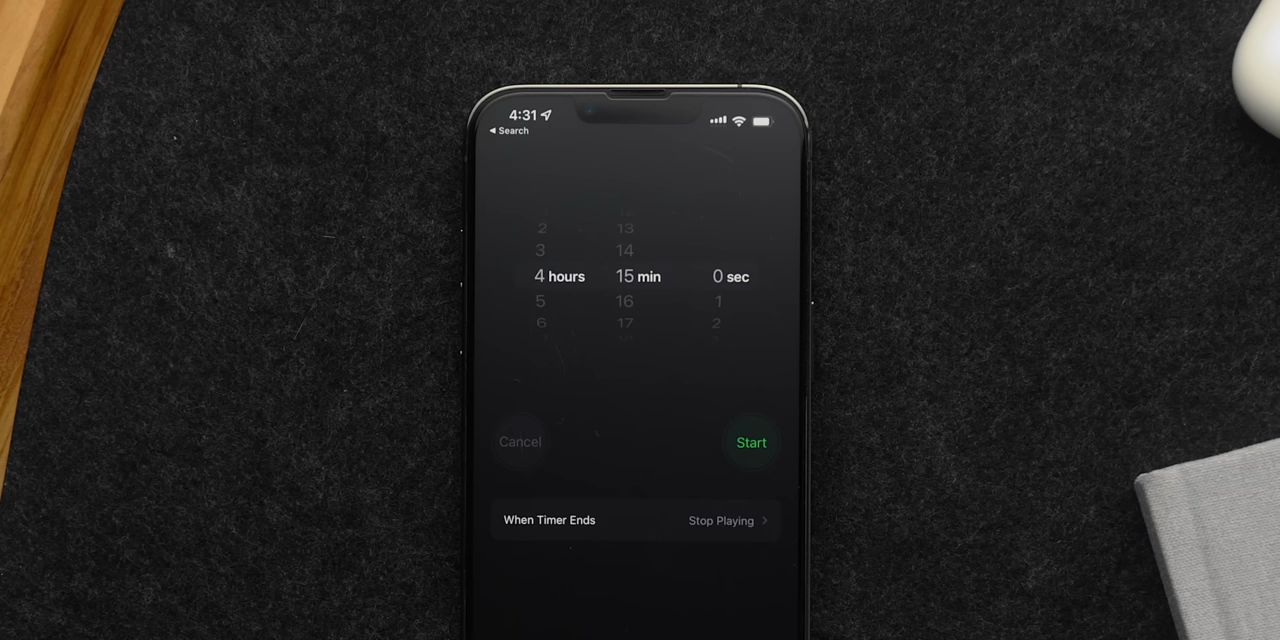 4:31
◀ Search
2 13
3 14
4 hours 15 min 0 sec
5 16 1
6 17 2
Cancel Start
When Timer Ends Stop Playing >